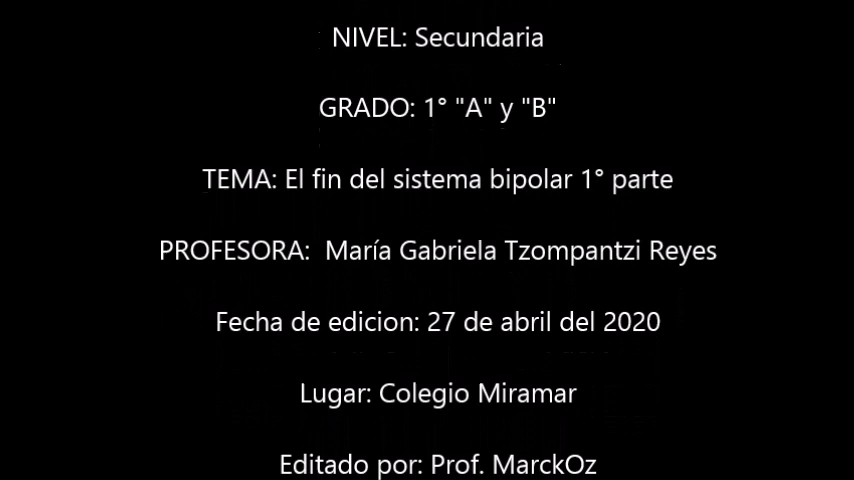 NIVEL: Secundaria
GRADO: 1° "A" y "B"
TEMA: El fin del sistema bipolar 1° parte
PROFESORA:  María Gabriela Tzompantzi Reyes
Fecha de edicion: 27 de abril del 2020
Lugar: Colegio Miramar
Editado por: Prof. MarckOz